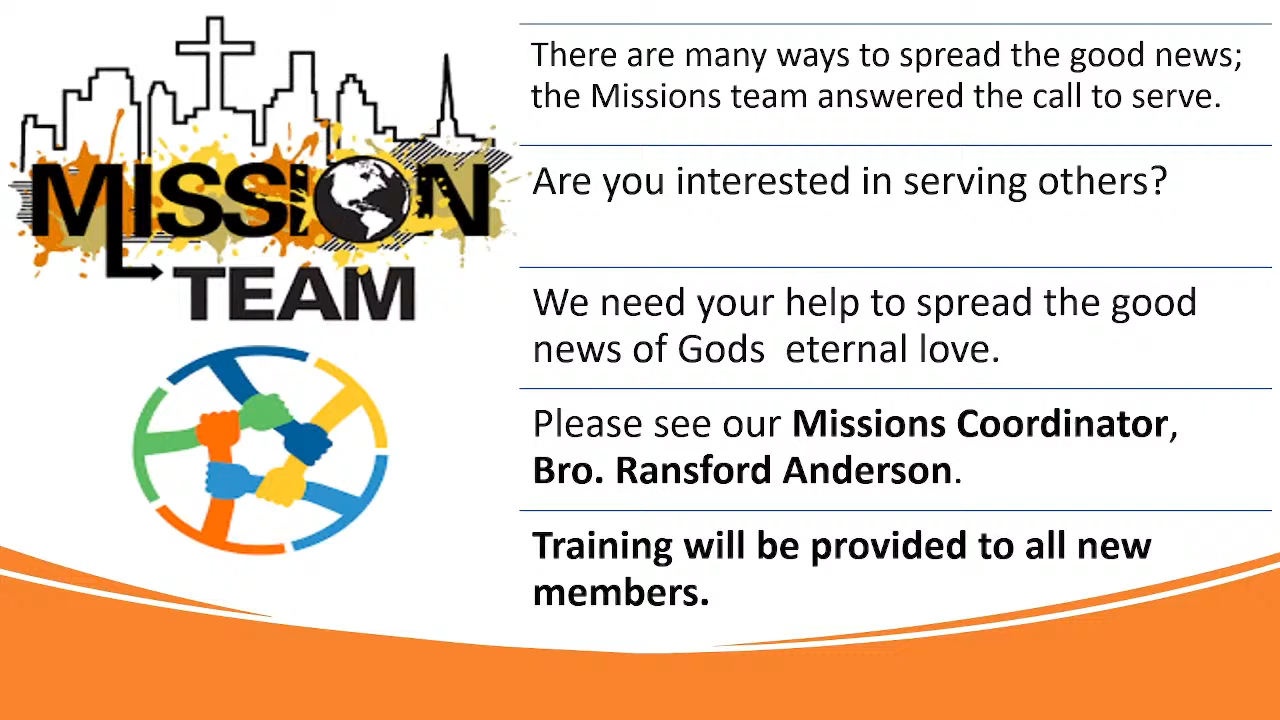 MISSION
TEAM
There are many ways to spread the good news;
the Missions team answered the call to serve.
Are you interested in serving others?
We need your help to spread the good
news of Gods  eternal love.
Please see our Missions Coordinator,
Bro. Ransford Anderson.
Training will be provided to all new
members.